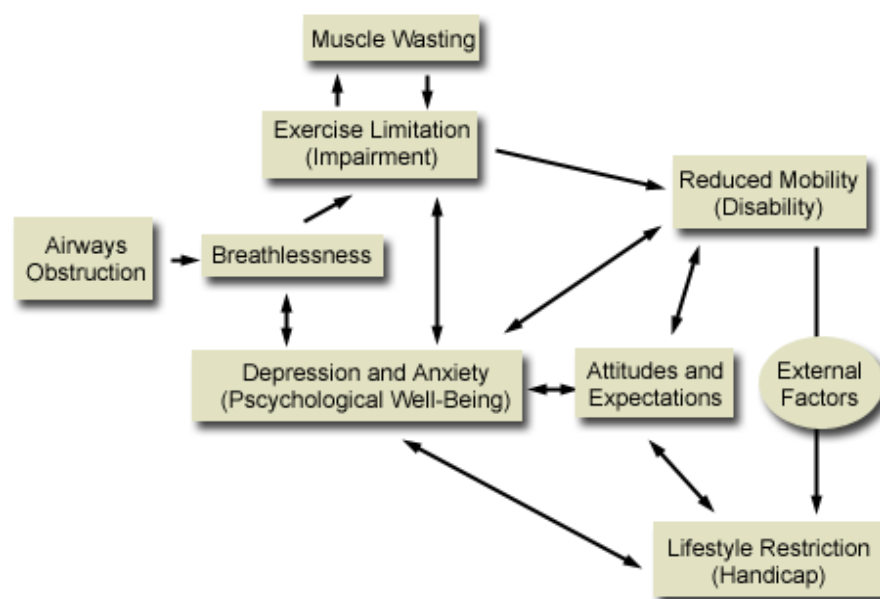 Muscle Wasting
Exercise Limitation
(Impairment)
Reduced Mobility
(Disability)
Airways
Obstruction
Breathlessness
Depression and Anxiety
(Pscychological Well-Being)
Attitudes and
Expectations
External
Factors
Lifestyle Restriction
(Handicap)